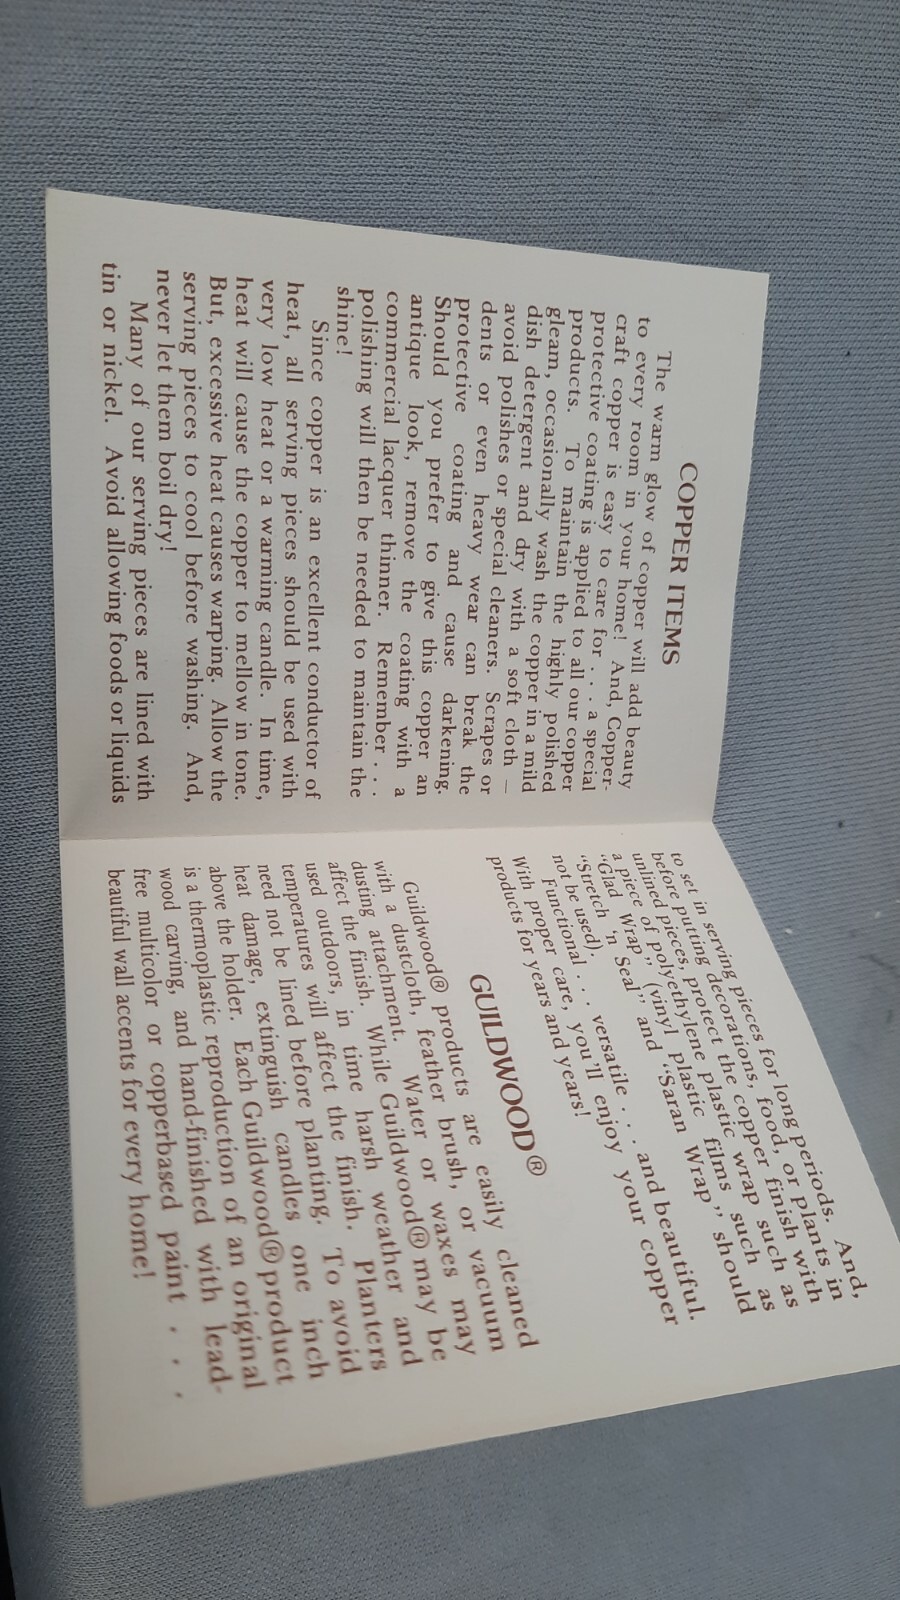 COPPER ITEMS
The warm glow of copper will add beauty
to every room in your home! And, Copper-
craft copper is easy to care for . . . a special
protective coating is applied to all our copper
products. To maintain the highly polished
gleam, occasionally wash the copper in a mild
dish detergent and dry with a soft cloth —
avoid polishes or special cleaners. Scrapes or
dents or even heavy wear can break the
protective coating and cause darkening.
Should you prefer to give this copper an
antique look, remove the coating with a
commercial lacquer thinner. Remember . . .
polishing will then be needed to maintain the
shine!
Since copper is an excellent conductor of
heat, all serving pieces should be used with
very low heat or a warming candle. In time,
heat will cause the copper to mellow in tone.
But, excessive heat causes warping. Allow the
serving pieces to cool before washing. And,
never let them boil dry!
Many of our serving pieces are lined with
tin or nickel. Avoid allowing foods or liquids
to set in serving pieces for long periods. And,
before putting decorations, food, or plants in
unlined pieces, protect the copper finish with
a piece of polyethylene plastic wrap such as
"Glad Wrap", (vinyl plastic films such as
"Stretch 'n Seal" and "Saran Wrap" should
not be used).
Functional . . . versatile . . . and beautiful.
With proper care, you'll enjoy your copper
products for years and years!
GUILDWOOD®
Guildwood® products are easily cleaned
with a dustcloth, feather brush, or vacuum
dusting attachment. Water or waxes may
affect the finish. While Guildwood® may be
used outdoors, in time harsh weather and
temperatures will affect the finish. Planters
need not be lined before planting. To avoid
heat damage, extinguish candles one inch
above the holder. Each Guildwood® product
is a thermoplastic reproduction of an original
wood carving, and hand-finished with lead-
free multicolor or copperbased paint . . .
beautiful wall accents for every home!